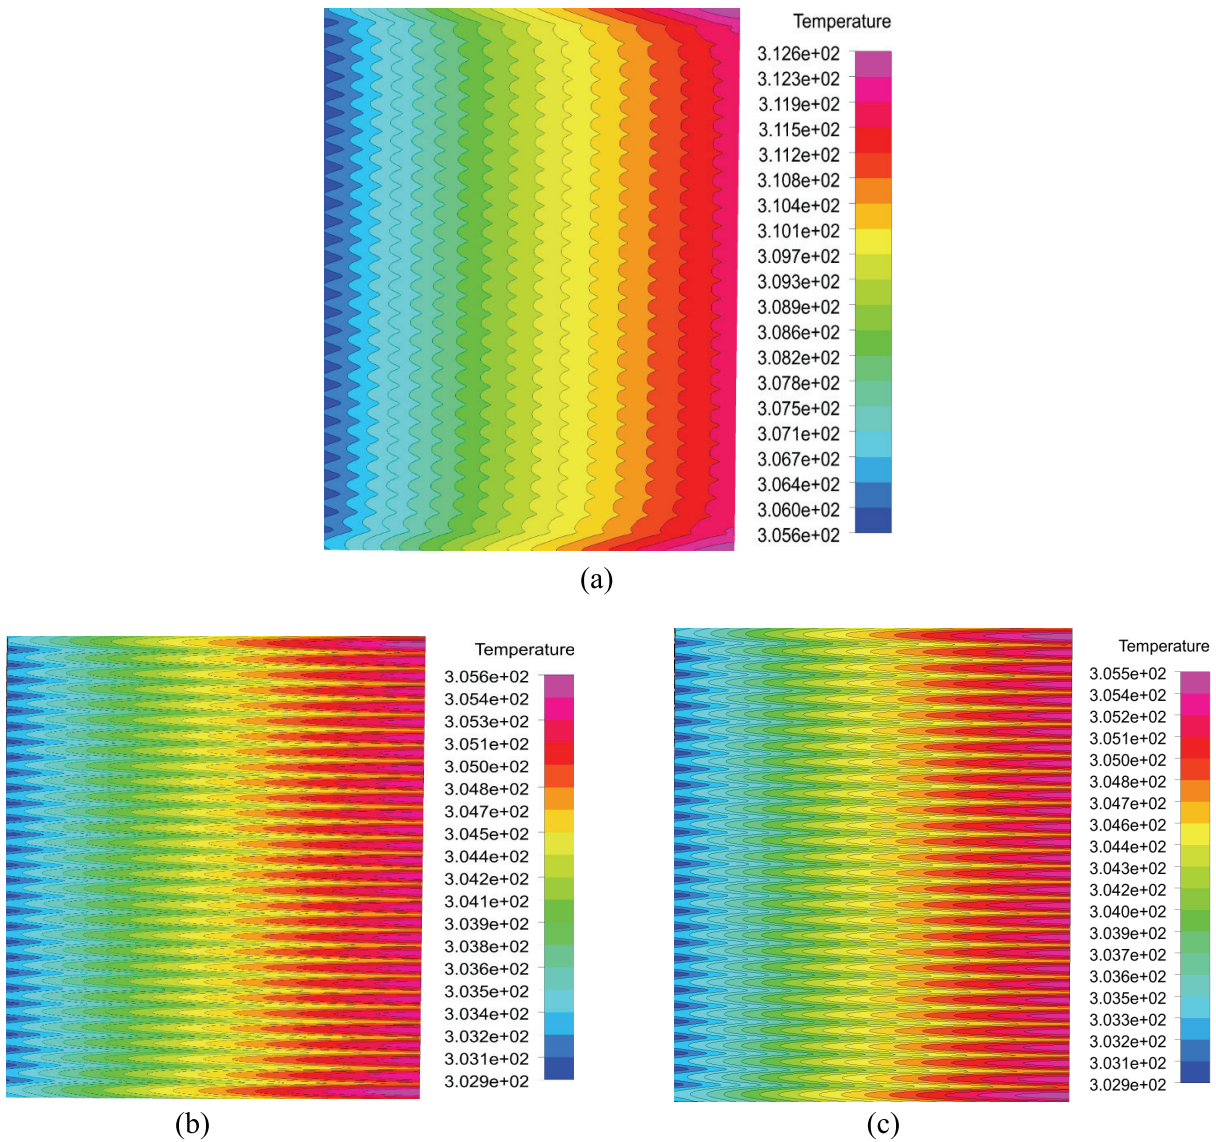 Temperature
3.126e+02
3.123e+02
3.119e+02
3.115e+02
3.112e+02
3.108e+02
3.104e+02
3.101e+02
3.097e+02
3.093e+02
3.089e+02
3.086e+02
3.082e+02
3.078e+02
3.075e+02
3.071e+02
3.067e+02
3.064e+02
3.060e+02
3.056e+02
(a)
Temperature
3.056e+02
3.054e+02
3.053e+02
3.051e+02
3.050e+02
3.048e+02
3.047e+02
3.045e+02
3.044e+02
3.042e+02
3.041e+02
3.039e+02
3.038e+02
3.036e+02
3.035e+02
3.034e+02
3.032e+02
3.031e+02
3.029e+02
(b)
Temperature
3.055e+02
3.054e+02
3.052e+02
3.051e+02
3.050e+02
3.048e+02
3.047e+02
3.046e+02
3.044e+02
3.043e+02
3.042e+02
3.040e+02
3.039e+02
3.037e+02
3.036e+02
3.035e+02
3.033e+02
3.032e+02
3.031e+02
3.029e+02
(c)